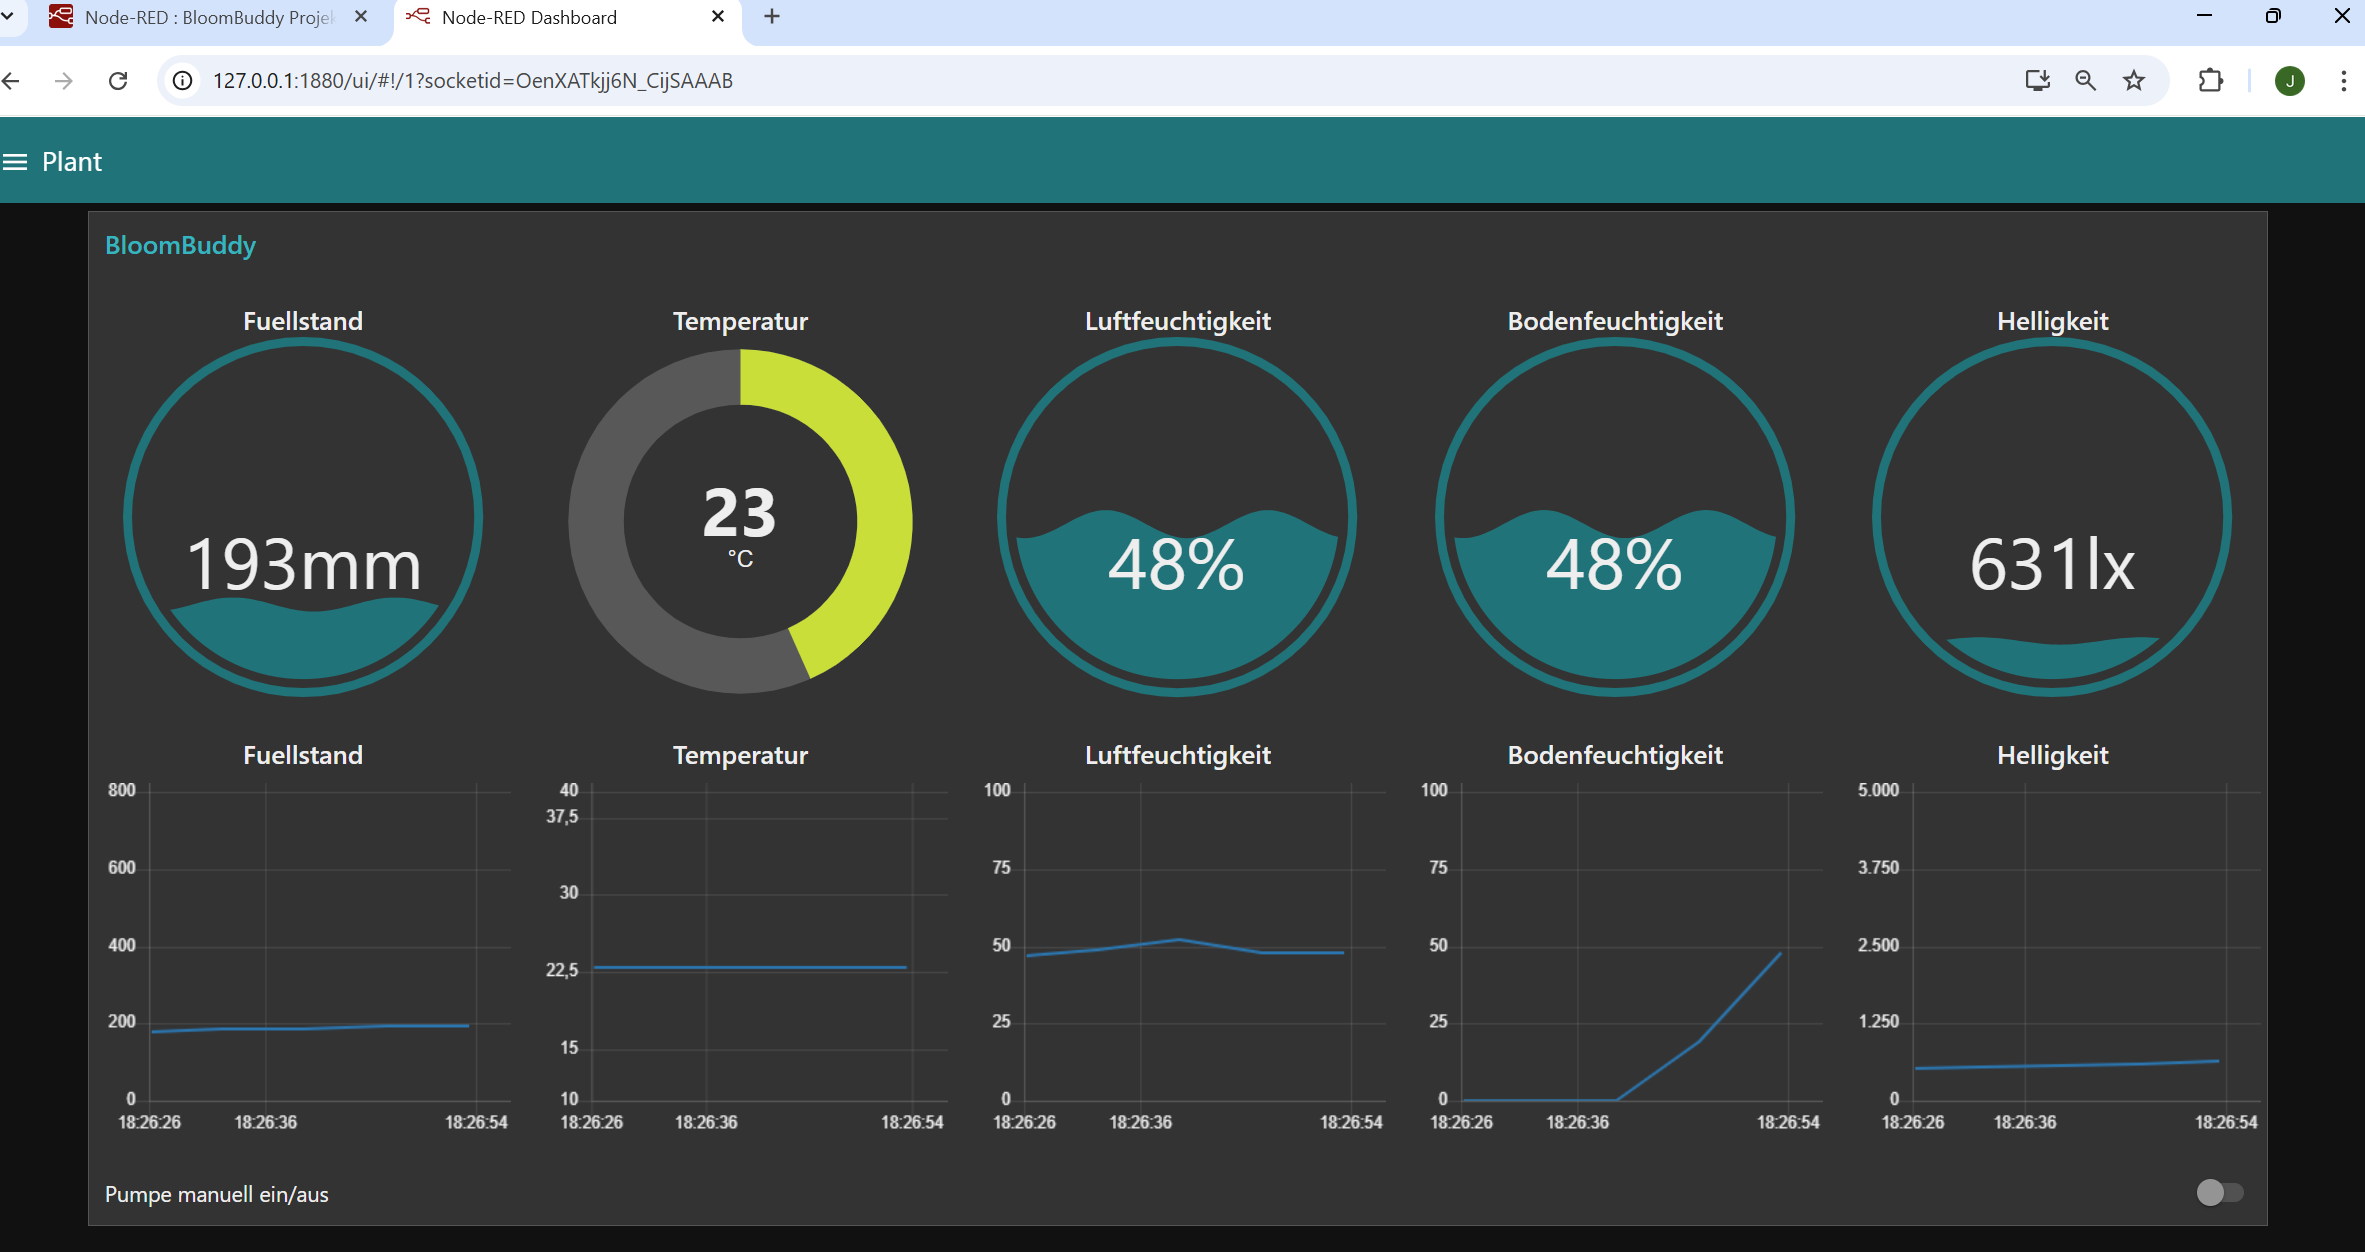 Node-RED : BloomBuddy Proje
Node-RED Dashboard
127.0.0.1:1880/ui/#!/1?socketid=OenXATkjj6N_CijSAAAB
J
Plant
BloomBuddy
Fuellstand Temperatur Luftfeuchtigkeit Bodenfeuchtigkeit Helligkeit
193mm 23 °C 48% 48% 631lx
Fuellstand
800
600
400
200
0
18:26:26 18:26:36 18:26:54
Temperatur
40
37,5
30
22,5
15
10
18:26:26 18:26:36 18:26:54
Luftfeuchtigkeit
100
75
50
25
0
18:26:26 18:26:36 18:26:54
Bodenfeuchtigkeit
100
75
50
25
0
18:26:26 18:26:36 18:26:54
Helligkeit
5.000
3.750
2.500
1.250
0
18:26:26 18:26:36 18:26:54
Pumpe manuell ein/aus